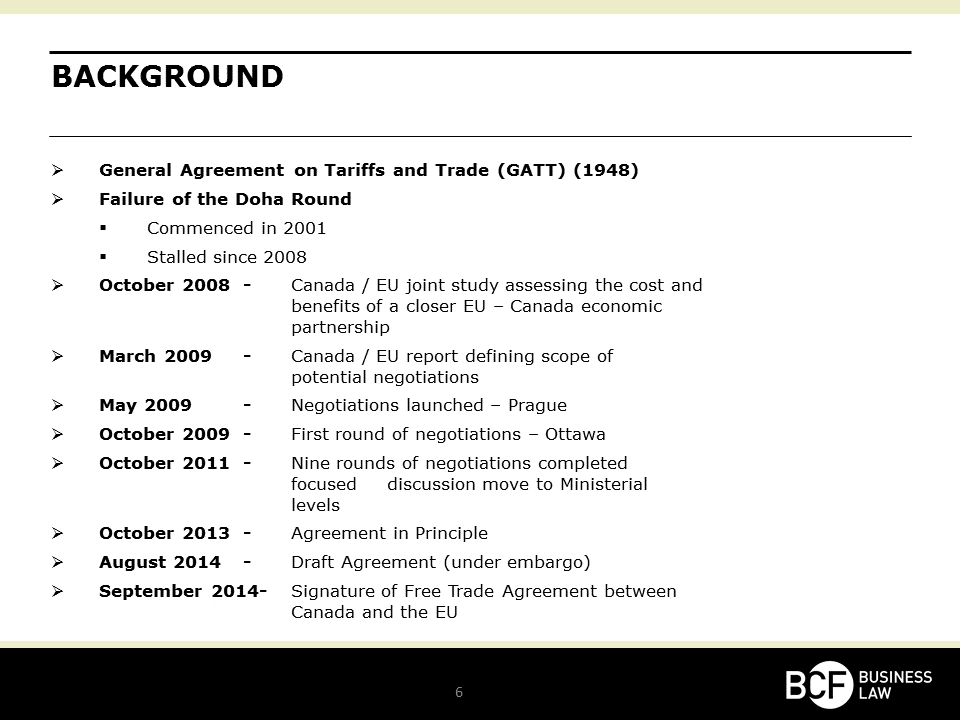 BACKGROUND
➢ General Agreement on Tariffs and Trade (GATT) (1948)
➢ Failure of the Doha Round
▪ Commenced in 2001
▪ Stalled since 2008
➢ October 2008 - Canada / EU joint study assessing the cost and
benefits of a closer EU – Canada economic
partnership
➢ March 2009 - Canada / EU report defining scope of
potential negotiations
➢ May 2009 - Negotiations launched – Prague
➢ October 2009 - First round of negotiations – Ottawa
➢ October 2011 - Nine rounds of negotiations completed
focused discussion move to Ministerial
levels
➢ October 2013 - Agreement in Principle
➢ August 2014 - Draft Agreement (under embargo)
➢ September 2014- Signature of Free Trade Agreement between
Canada and the EU
6
BCF BUSINESS
LAW